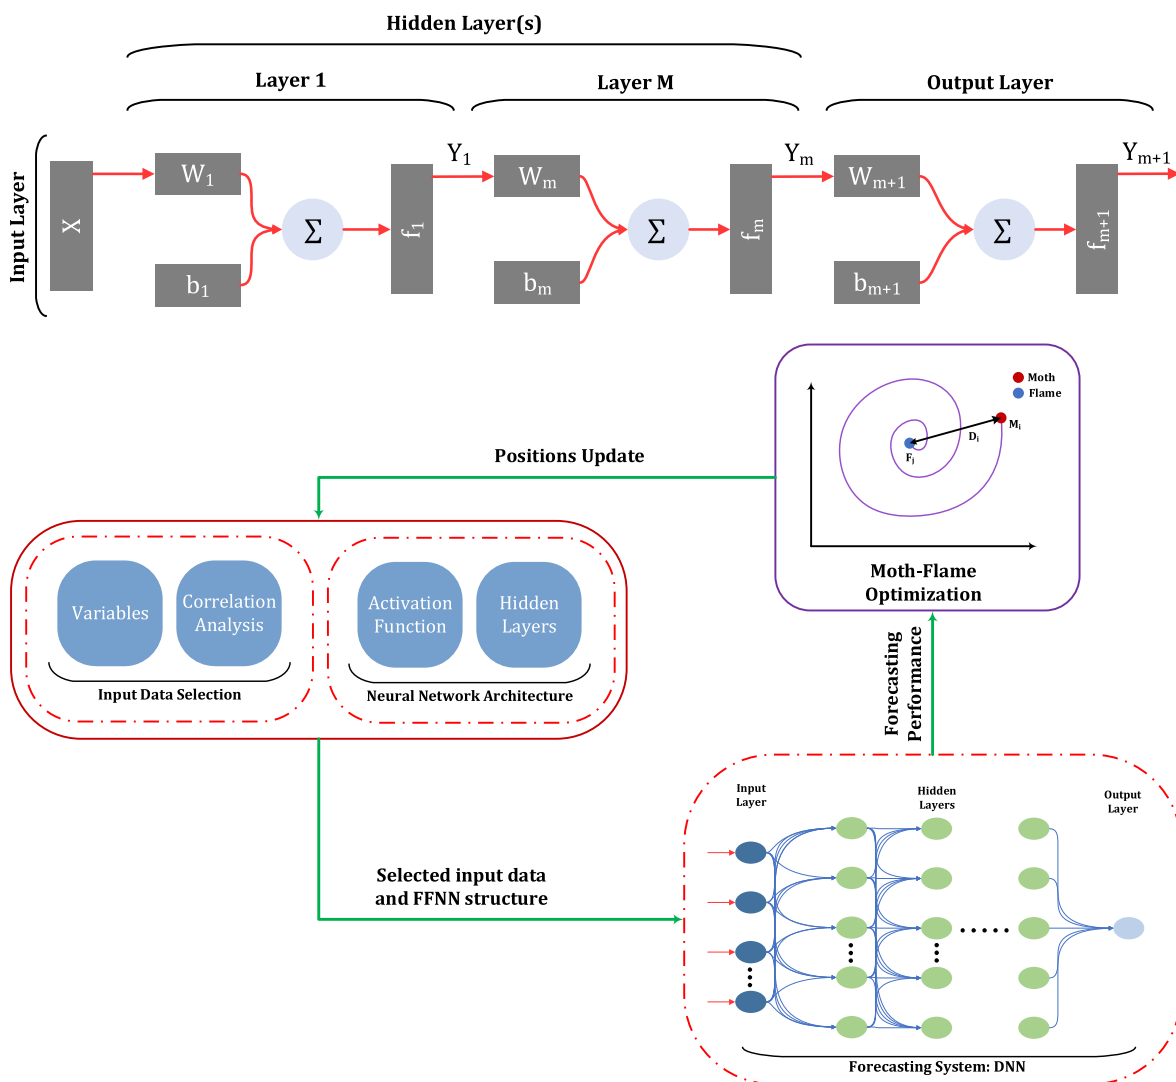 Hidden Layer(s)
Layer 1
Layer M
Output Layer
Input Layer
X
W1
b1
Σ
f1
Y1
Wm
bm
Σ
fm
Ym
Wm+1
bm+1
Σ
fm+1
Ym+1
Moth
Flame
Mi
Di
Fj
Moth-Flame
Optimization
Positions Update
Variables
Correlation
Analysis
Input Data Selection
Activation
Function
Hidden
Layers
Neural Network Architecture
Forecasting
Performance
Selected input data
and FFNN structure
Input
Layer
Hidden
Layers
Output
Layer
Forecasting System: DNN